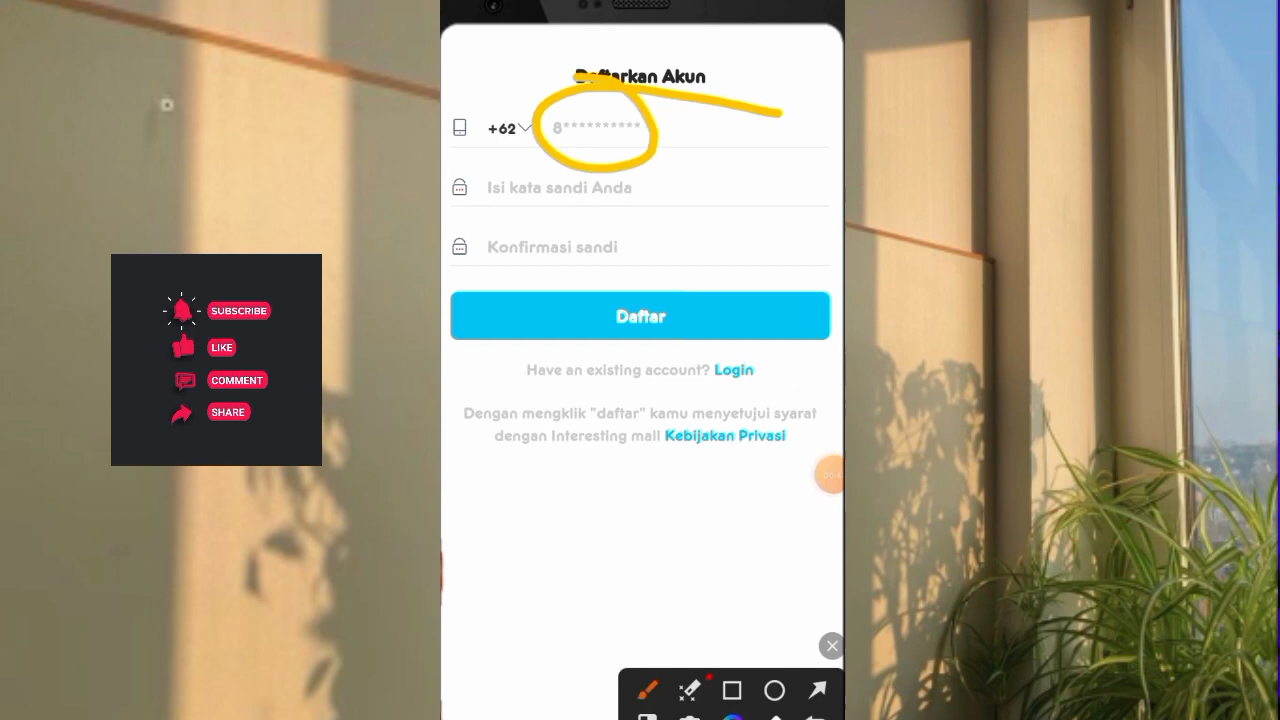 Daftarkan Akun
+62 8**********
Isi kata sandi Anda
Konfirmasi sandi
Daftar
Have an existing account? Login
Dengan mengklik "daftar" kamu menyetujui syarat
dengan Interesting mall Kebijakan Privasi
SUBSCRIBE
LIKE
COMMENT
SHARE